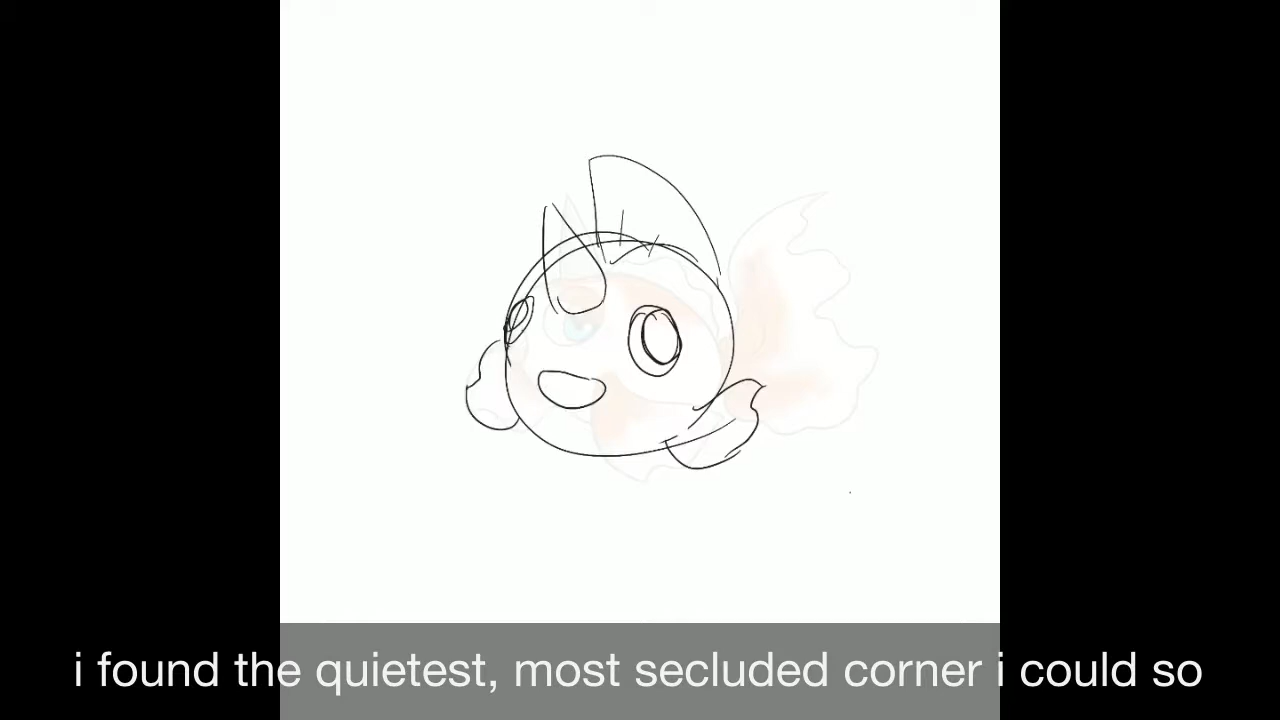 i found the quietest, most secluded corner i could so